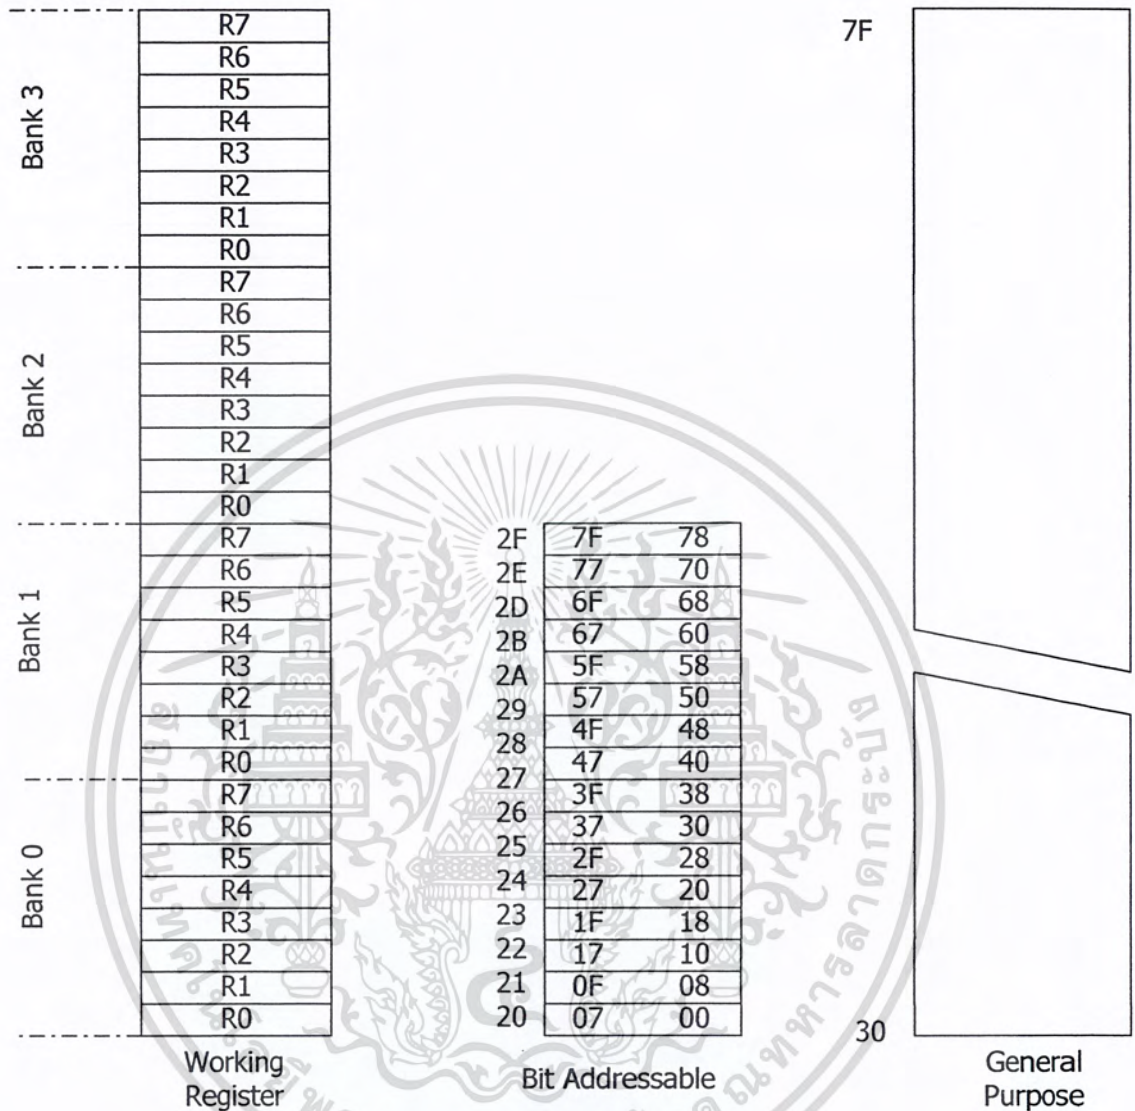 Bank 3
R7
R6
R5
R4
R3
R2
R1
R0
Bank 2
R7
R6
R5
R4
R3
R2
R1
R0
Bank 1
R7
R6
R5
R4
R3
R2
R1
R0
Bank 0
R7
R6
R5
R4
R3
R2
R1
R0
Working
Register
2F 7F 78
2E 77 70
2D 6F 68
2B 67 60
2A 5F 58
29 57 50
28 4F 48
27 47 40
26 3F 38
25 37 30
24 2F 28
23 27 20
22 1F 18
21 17 10
20 0F 08
07 00
Bit Addressable
7F
30
General
Purpose